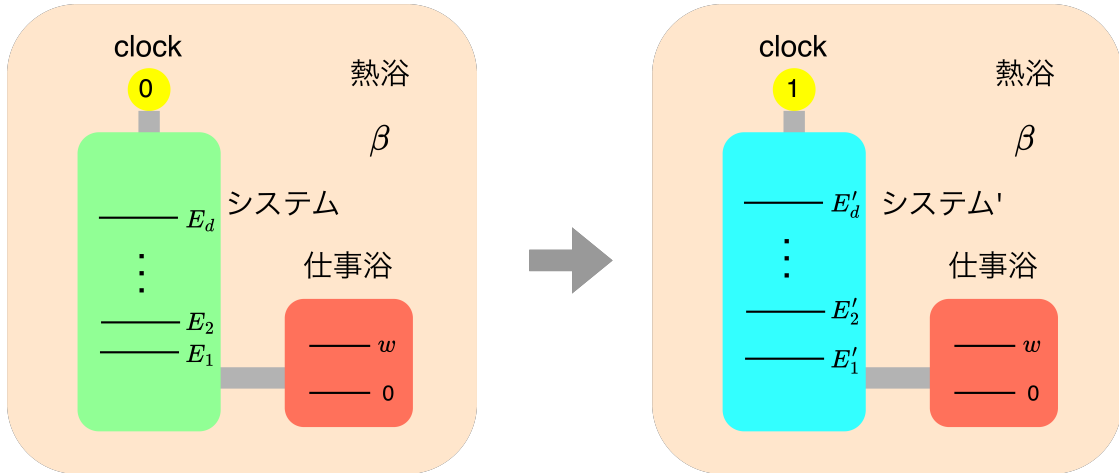 clock
0
熱浴
β
システム
E_d
⋮
仕事浴
E_2
w
E_1
0
clock
1
熱浴
β
システム'
E'_d
⋮
仕事浴
E'_2
w
E'_1
0